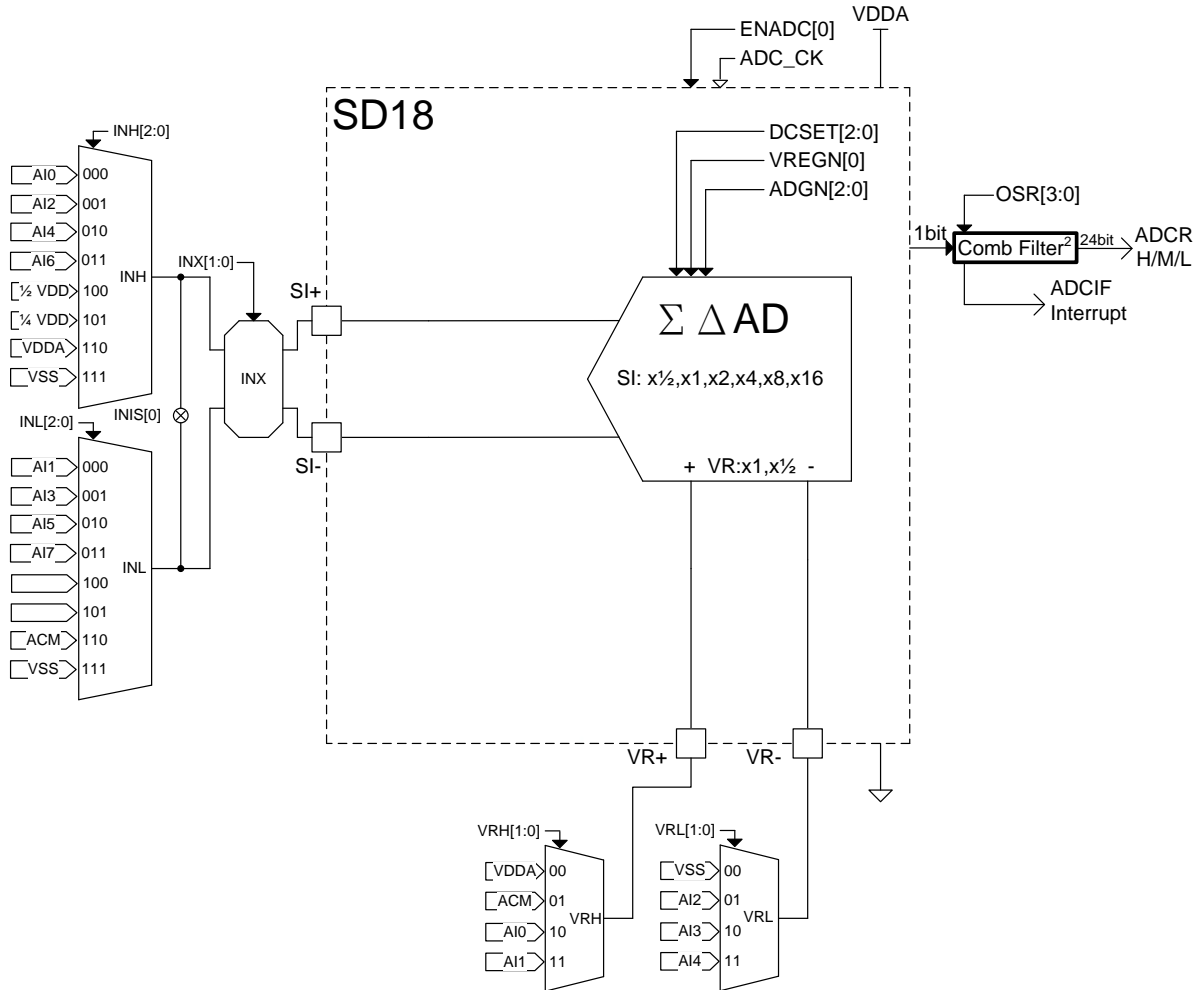 ENADC[0]
VDDA
ADC_CK
SD18
INH[2:0]
DCSET[2:0]
VREGN[0]
ADGN[2:0]
AI0 000
AI2 001
AI4 010
AI6 011
½ VDD 100
¼ VDD 101
VDDA 110
VSS 111
INH
INX[1:0]
SI+
INX
INIS[0]
INL[2:0]
SI-
AI1 000
AI3 001
AI5 010
AI7 011
100
101
ACM 110
VSS 111
INL
Σ Δ AD
SI: x½,x1,x2,x4,x8,x16
+ VR:x1,x½ -
OSR[3:0]
1bit
Comb Filter²
24bit
ADCR
H/M/L
ADCIF
Interrupt
VR+
VR-
VRH[1:0]
VDDA 00
ACM 01
AI0 10
AI1 11
VRH
VRL[1:0]
VSS 00
AI2 01
AI3 10
AI4 11
VRL